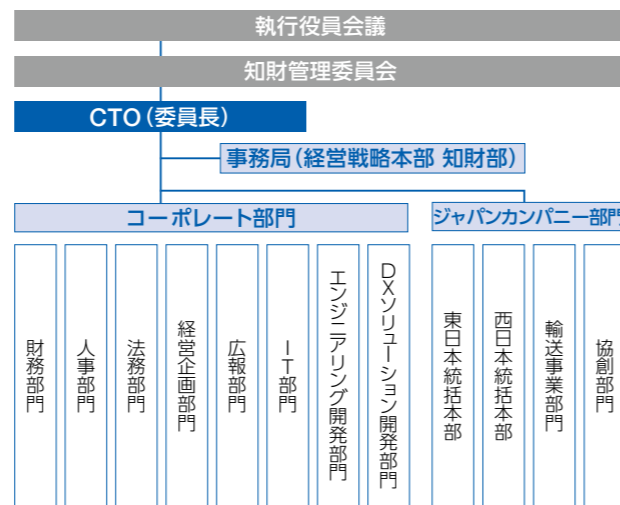 執行役員会議
知財管理委員会
CTO（委員長）
事務局（経営戦略本部 知財部）
コーポレート部門
ジャパンカンパニー部門
財務部門
人事部門
法務部門
経営企画部門
広報部門
IT部門
エンジニアリング開発部門
DXソリューション開発部門
東日本統括本部
西日本統括本部
輸送事業部門
協創部門